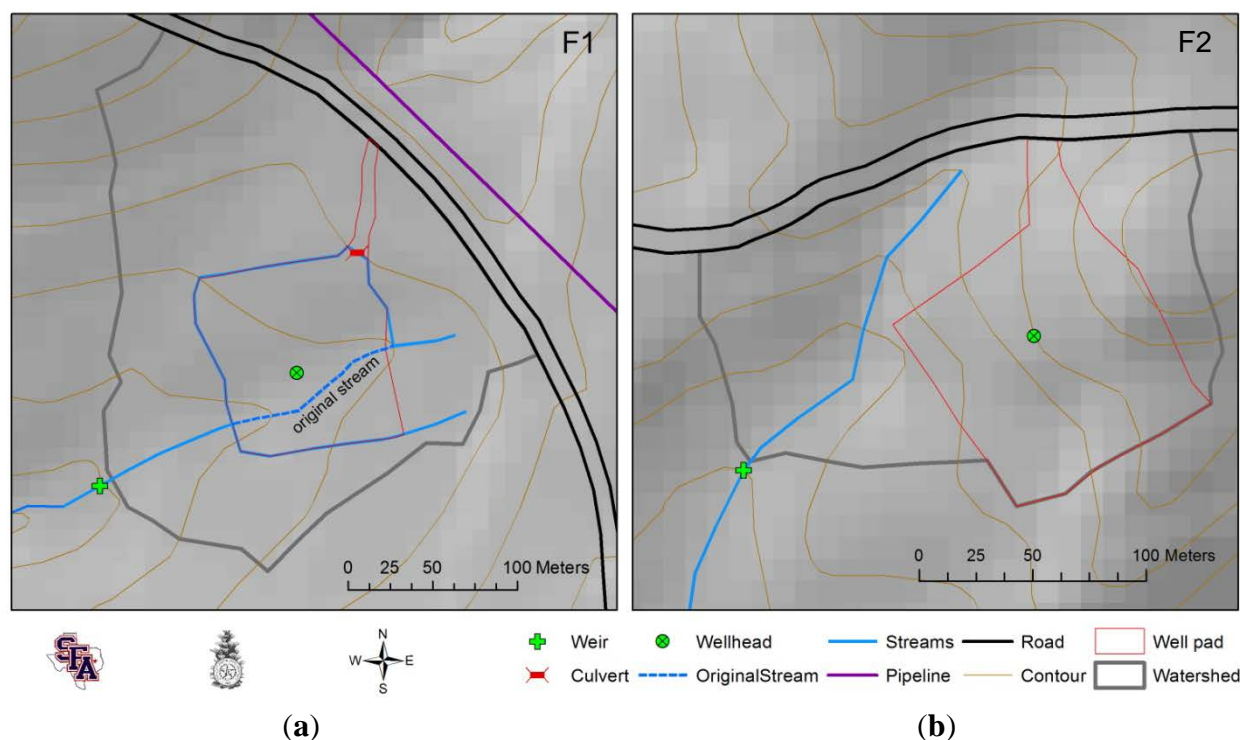 F1
original stream
0 25 50 100 Meters
F2
0 25 50 100 Meters
SFA
N
W E
S
Weir
Wellhead
Streams
Road
Well pad
Culvert
OriginalStream
Pipeline
Contour
Watershed
(a)
(b)